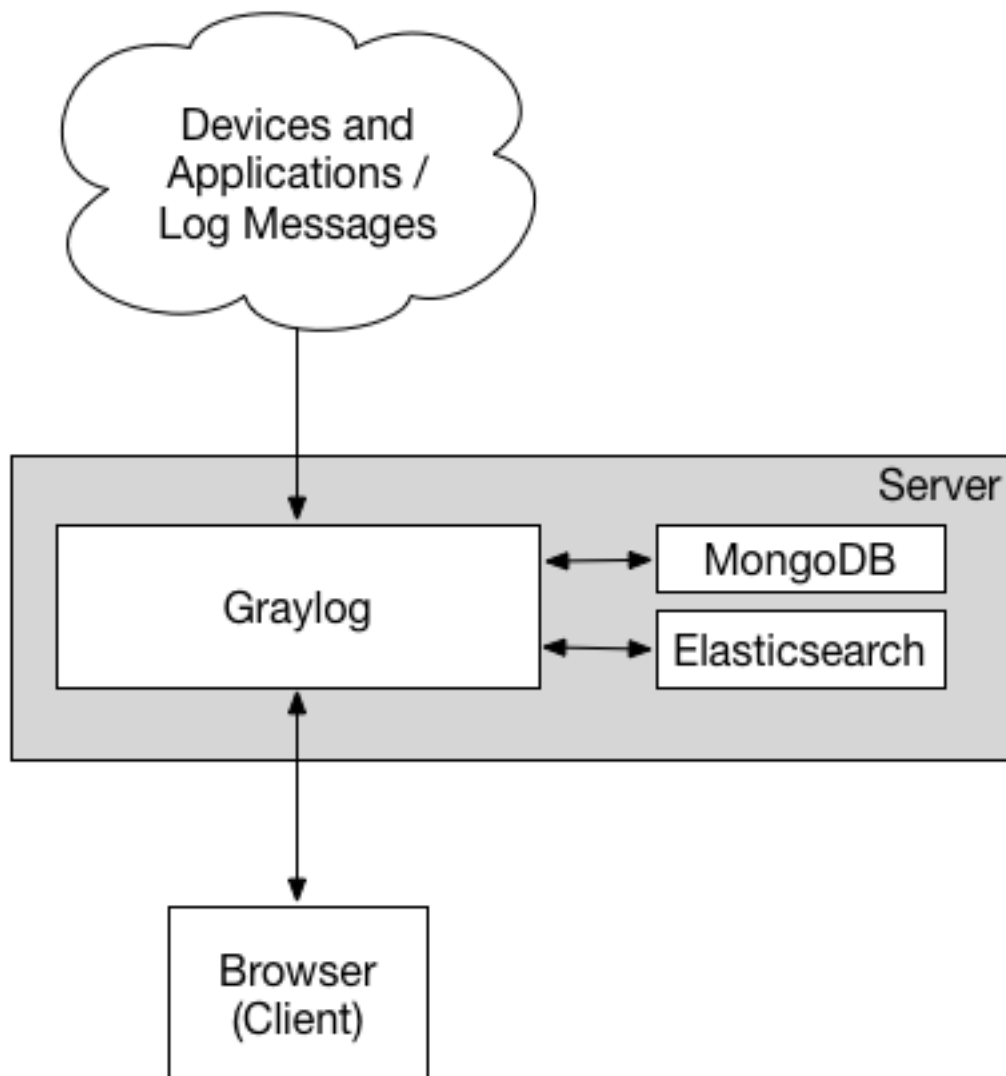 Devices and
Applications /
Log Messages
Server
MongoDB
Graylog
Elasticsearch
Browser
(Client)